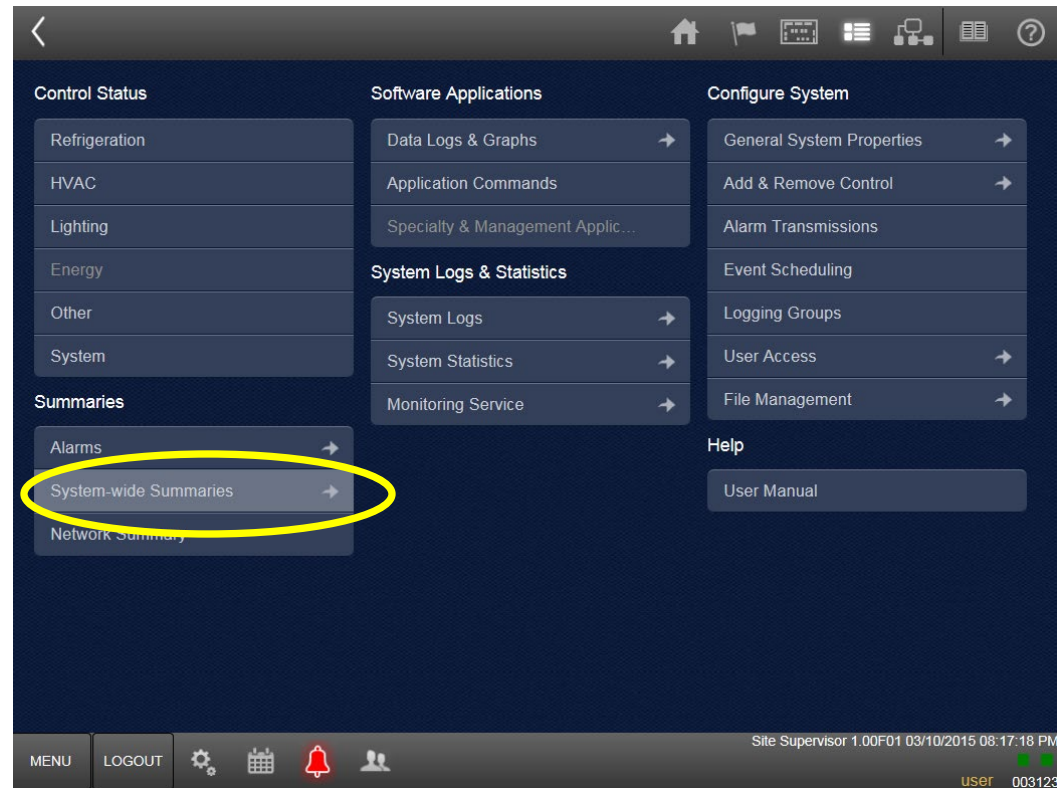 Control Status
Refrigeration
HVAC
Lighting
Energy
Other
System
Summaries
Alarms
System-wide Summaries
Network Summary
Software Applications
Data Logs & Graphs
Application Commands
Specialty & Management Applic...
System Logs & Statistics
System Logs
System Statistics
Monitoring Service
Configure System
General System Properties
Add & Remove Control
Alarm Transmissions
Event Scheduling
Logging Groups
User Access
File Management
Help
User Manual
MENU
LOGOUT
Site Supervisor 1.00F01 03/10/2015 08:17:18 PM
user 003123